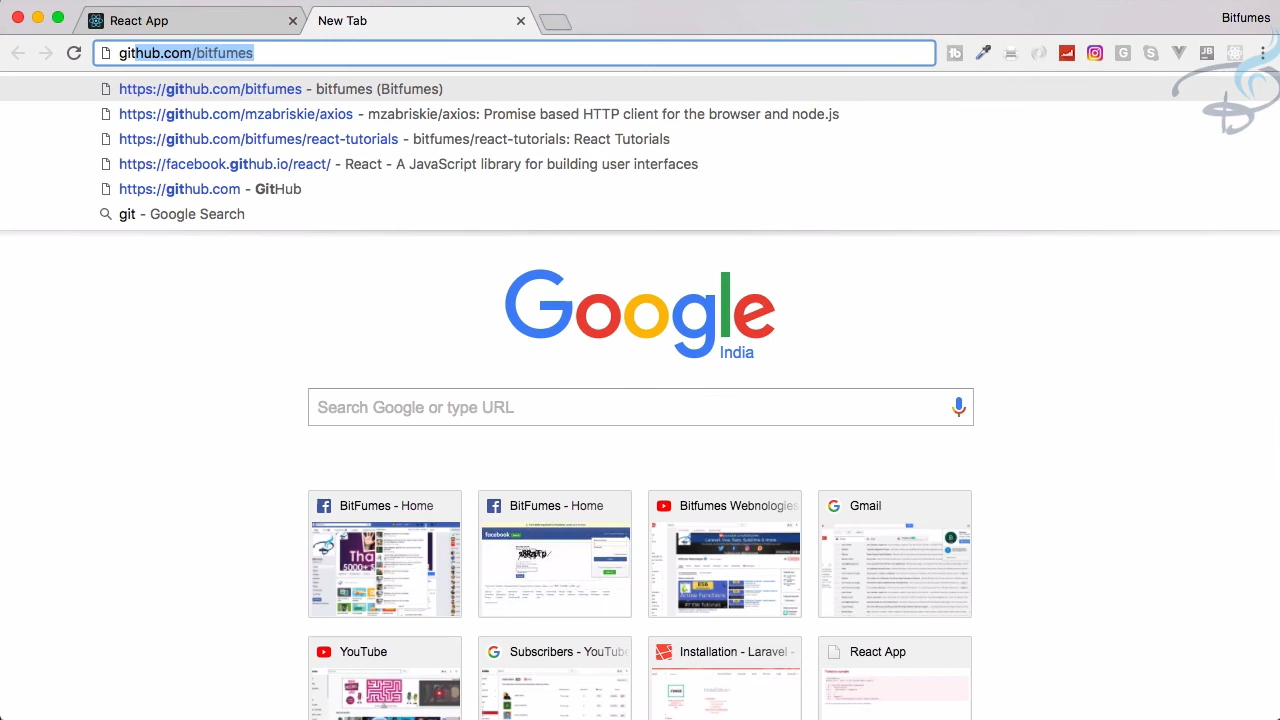 React App
New Tab
Bitfumes
github.com/bitfumes
https://github.com/bitfumes - bitfumes (Bitfumes)
https://github.com/mzabriskie/axios - mzabriskie/axios: Promise based HTTP client for the browser and node.js
https://github.com/bitfumes/react-tutorials - bitfumes/react-tutorials: React Tutorials
https://facebook.github.io/react/ - React - A JavaScript library for building user interfaces
https://github.com - GitHub
git - Google Search
Google
India
Search Google or type URL
BitFumes - Home
BitFumes - Home
Bitfumes Webnologies
Gmail
YouTube
Subscribers - YouTube
Installation - Laravel -
React App